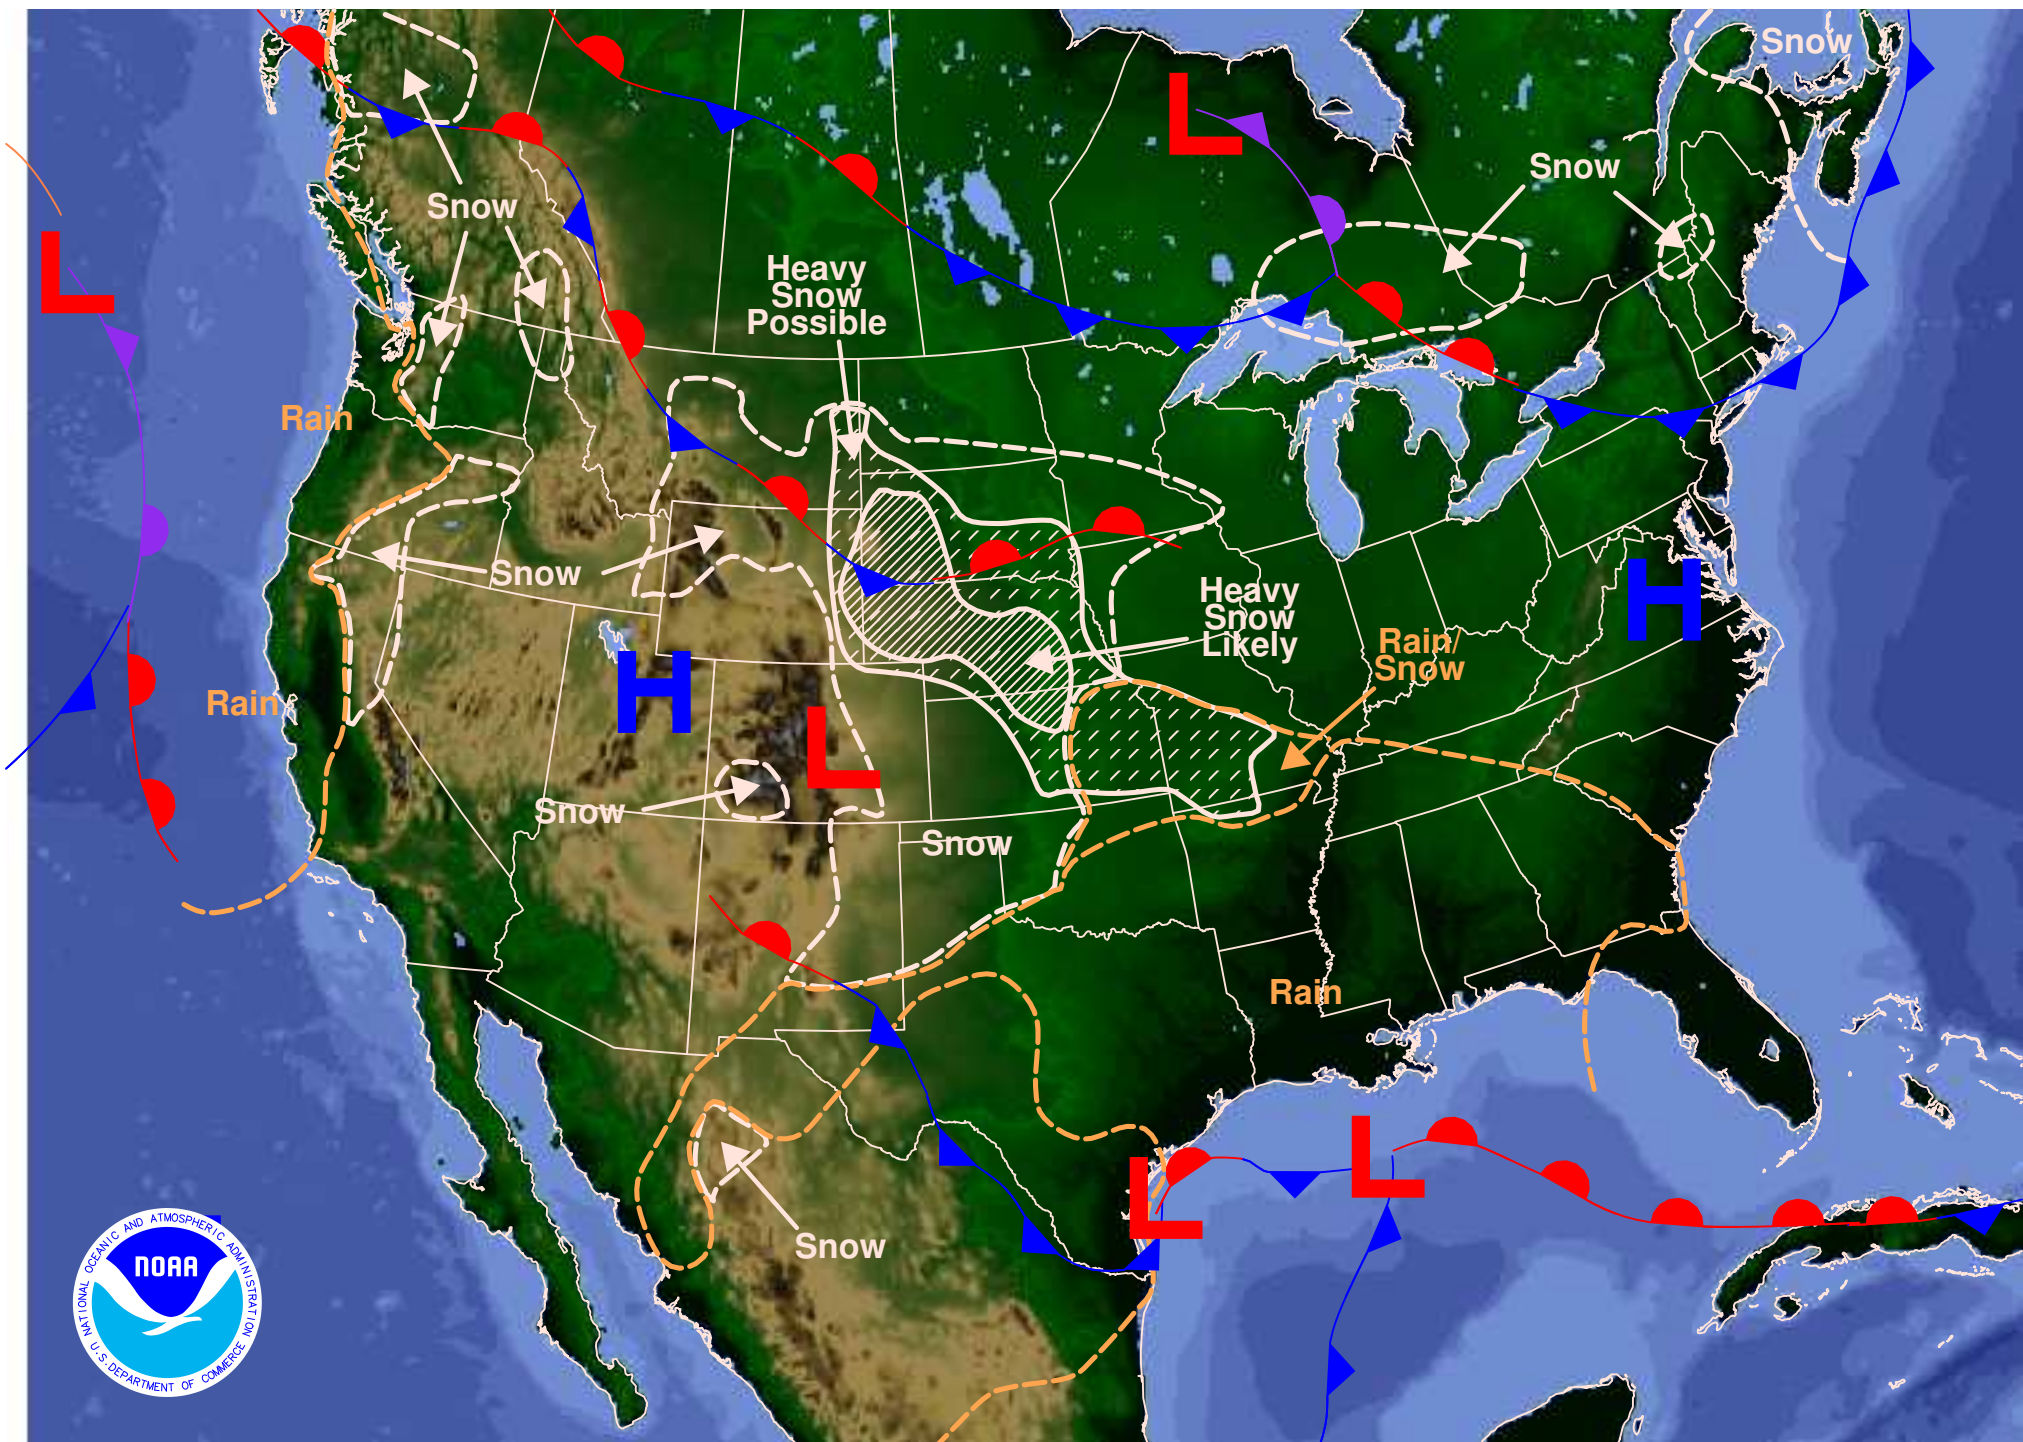 Snow
L
Snow
Snow
L
Heavy
Snow
Possible
Rain
Snow
Heavy
Snow
Likely
H
Rain/
Snow
Rain
H
L
Snow
Snow
Rain
L
L
Snow
NATIONAL OCEANIC AND ATMOSPHERIC ADMINISTRATION
NOAA
U.S. DEPARTMENT OF COMMERCE